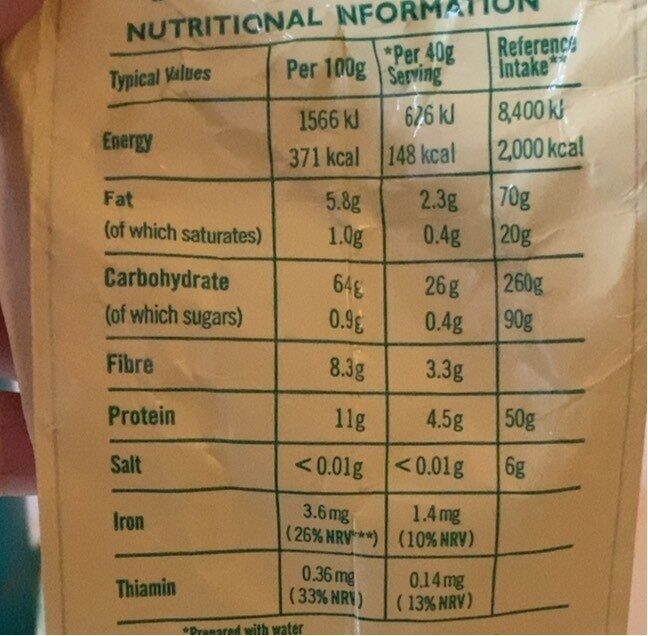 NUTRITIONAL NFORMATION
Typical Values Per 100g *Per 40g Serving Reference Intake**
Energy 1566 kJ 626 kJ 8,400 kJ
371 kcal 148 kcal 2,000 kcal
Fat 5.8g 2.3g 70g
(of which saturates) 1.0g 0.4g 20g
Carbohydrate 64g 26g 260g
(of which sugars) 0.9g 0.4g 90g
Fibre 8.3g 3.3g
Protein 11g 4.5g 50g
Salt <0.01g <0.01g 6g
Iron 3.6mg 1.4mg
(26% NRV***) (10% NRV)
Thiamin 0.36mg 0.14mg
(33% NRV) (13% NRV)
*Prepared with water